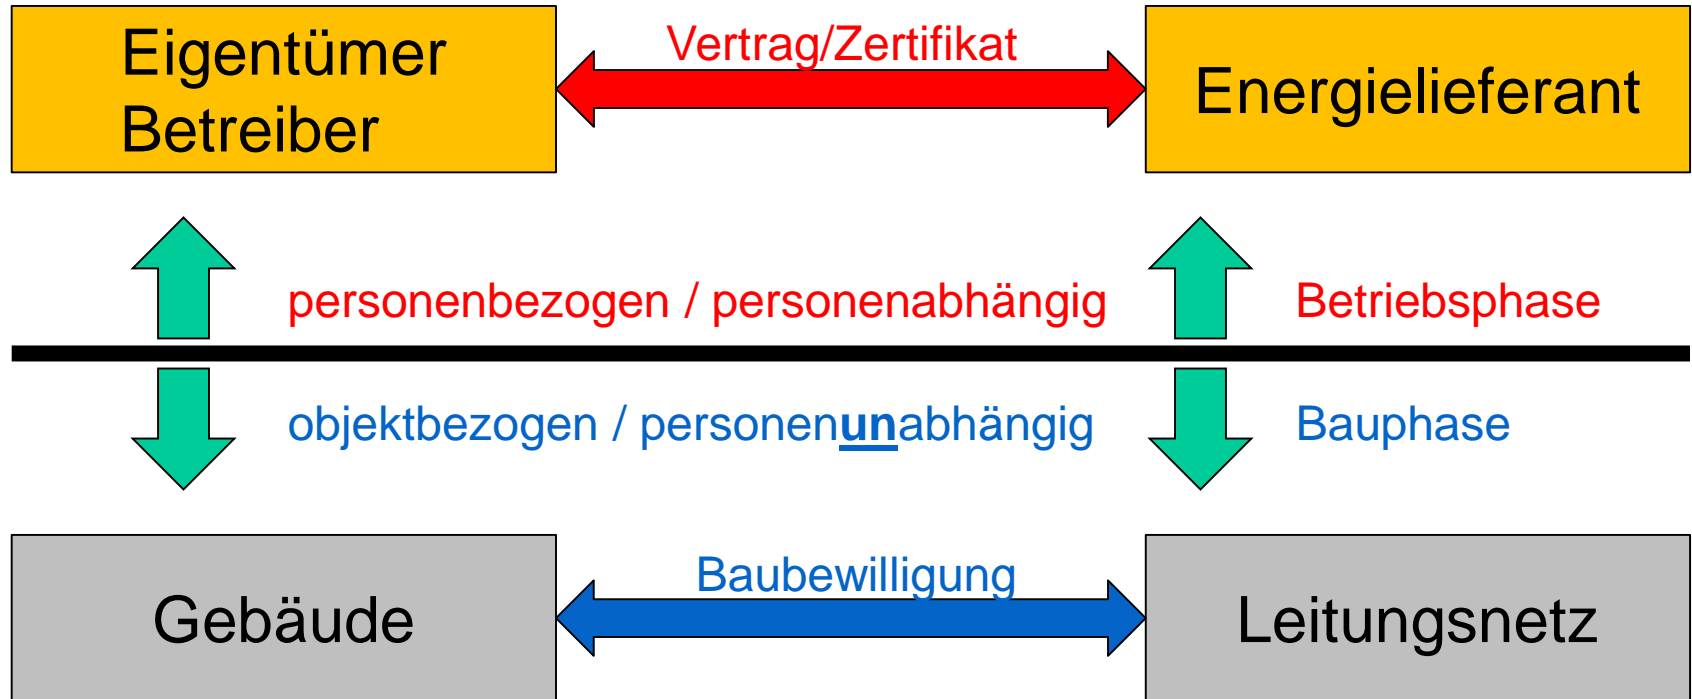 Eigentümer
Betreiber
Vertrag/Zertifikat
Energielieferant
personenbezogen / personenabhängig
Betriebsphase
objektbezogen / personenunabhängig
Bauphase
Gebäude
Baubewilligung
Leitungsnetz